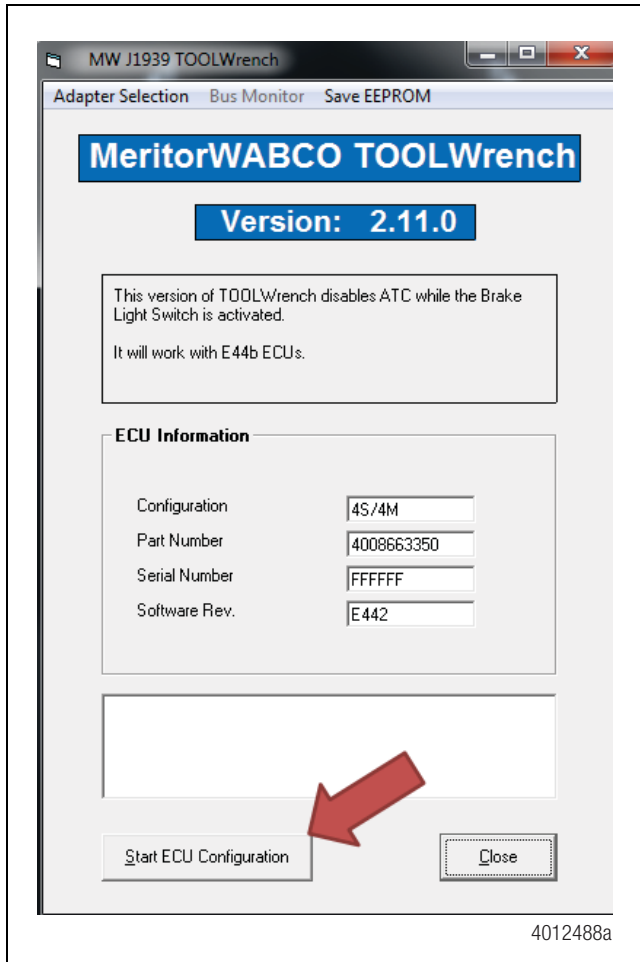 MW J1939 TOOLWrench
Adapter Selection Bus Monitor Save EEPROM
MeritorWABCO TOOLWrench
Version: 2.11.0
This version of TOOLWrench disables ATC while the Brake
Light Switch is activated.
It will work with E44b ECUs.
ECU Information
Configuration 4S/4M
Part Number 4008663350
Serial Number FFFFFF
Software Rev. E442
Start ECU Configuration Close
4012488a